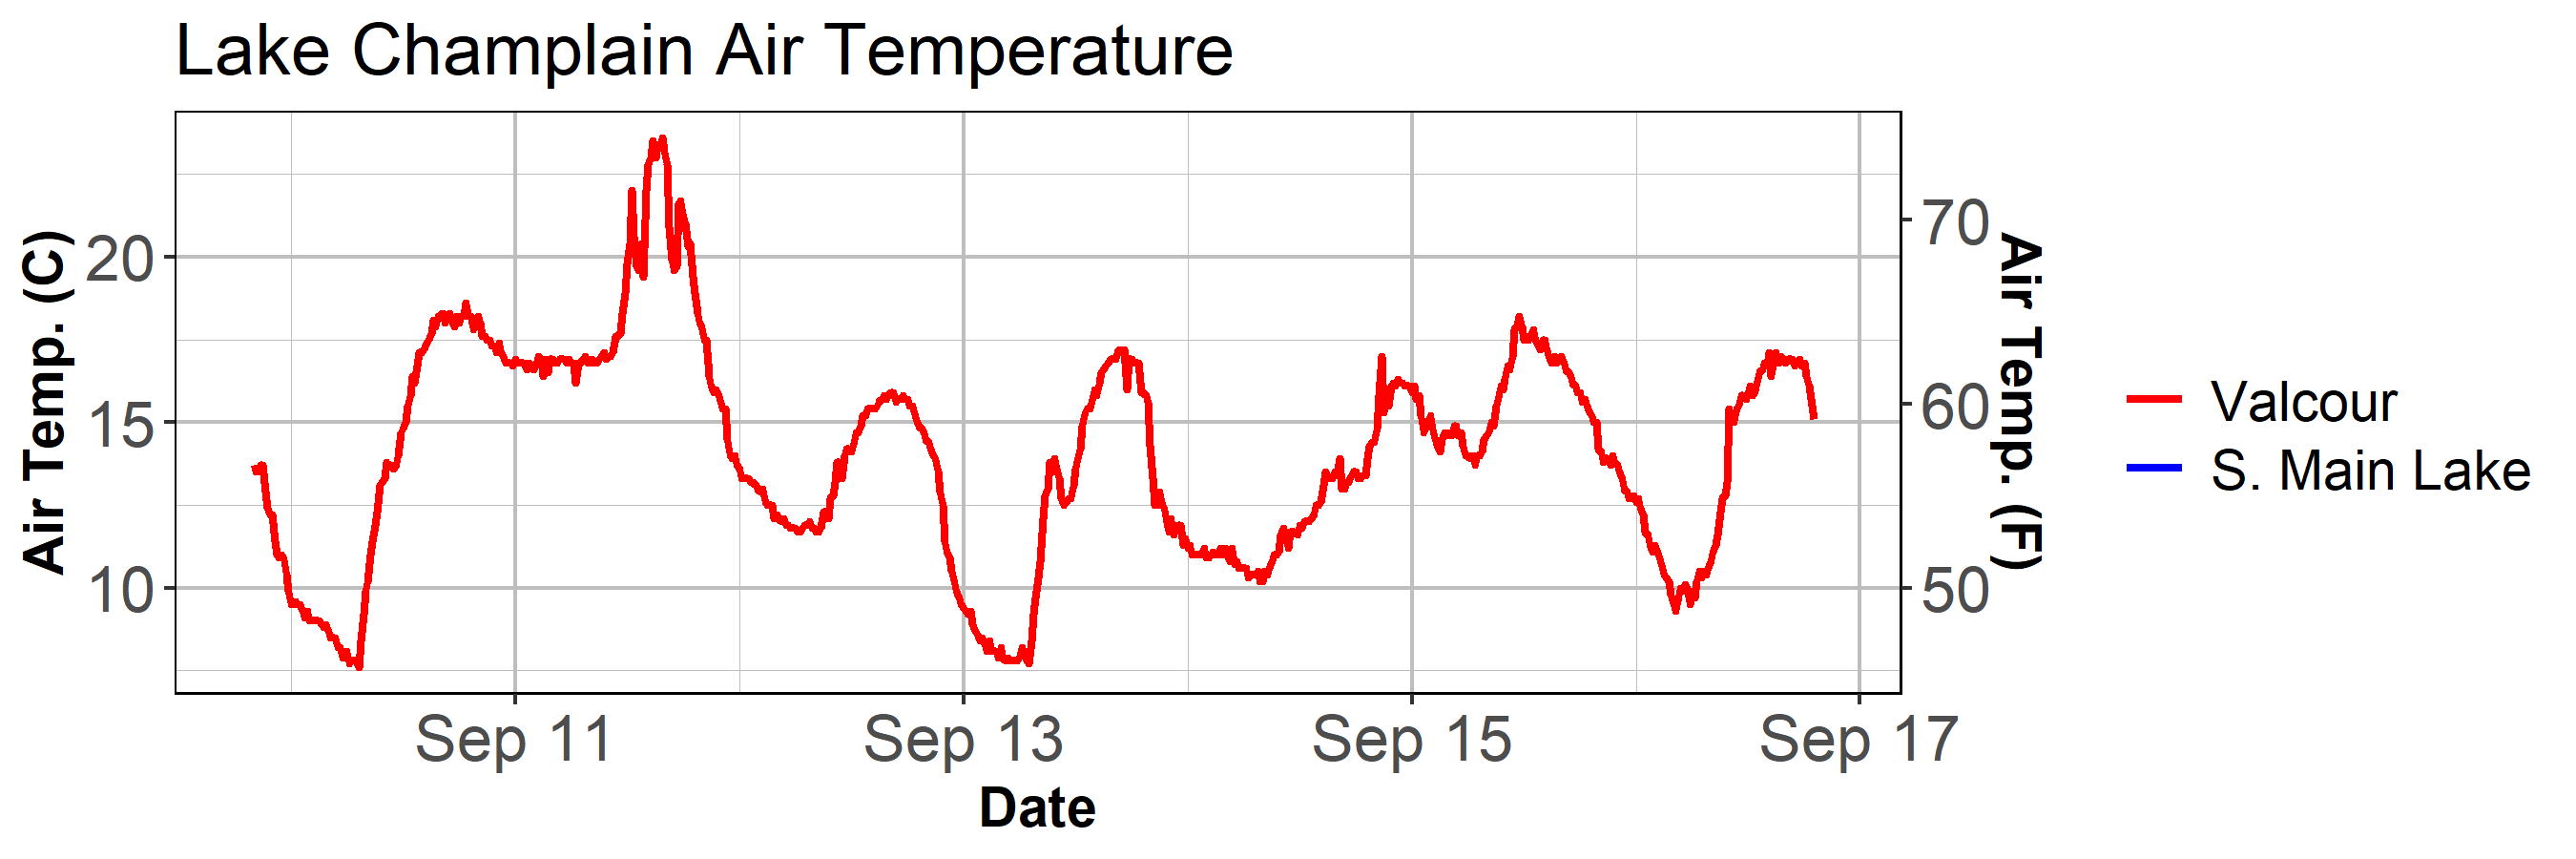 Lake Champlain Air Temperature
Air Temp. (C)
20
15
10
70
60
50
Air Temp. (F)
Sep 11
Sep 13
Sep 15
Sep 17
Date
Valcour
S. Main Lake